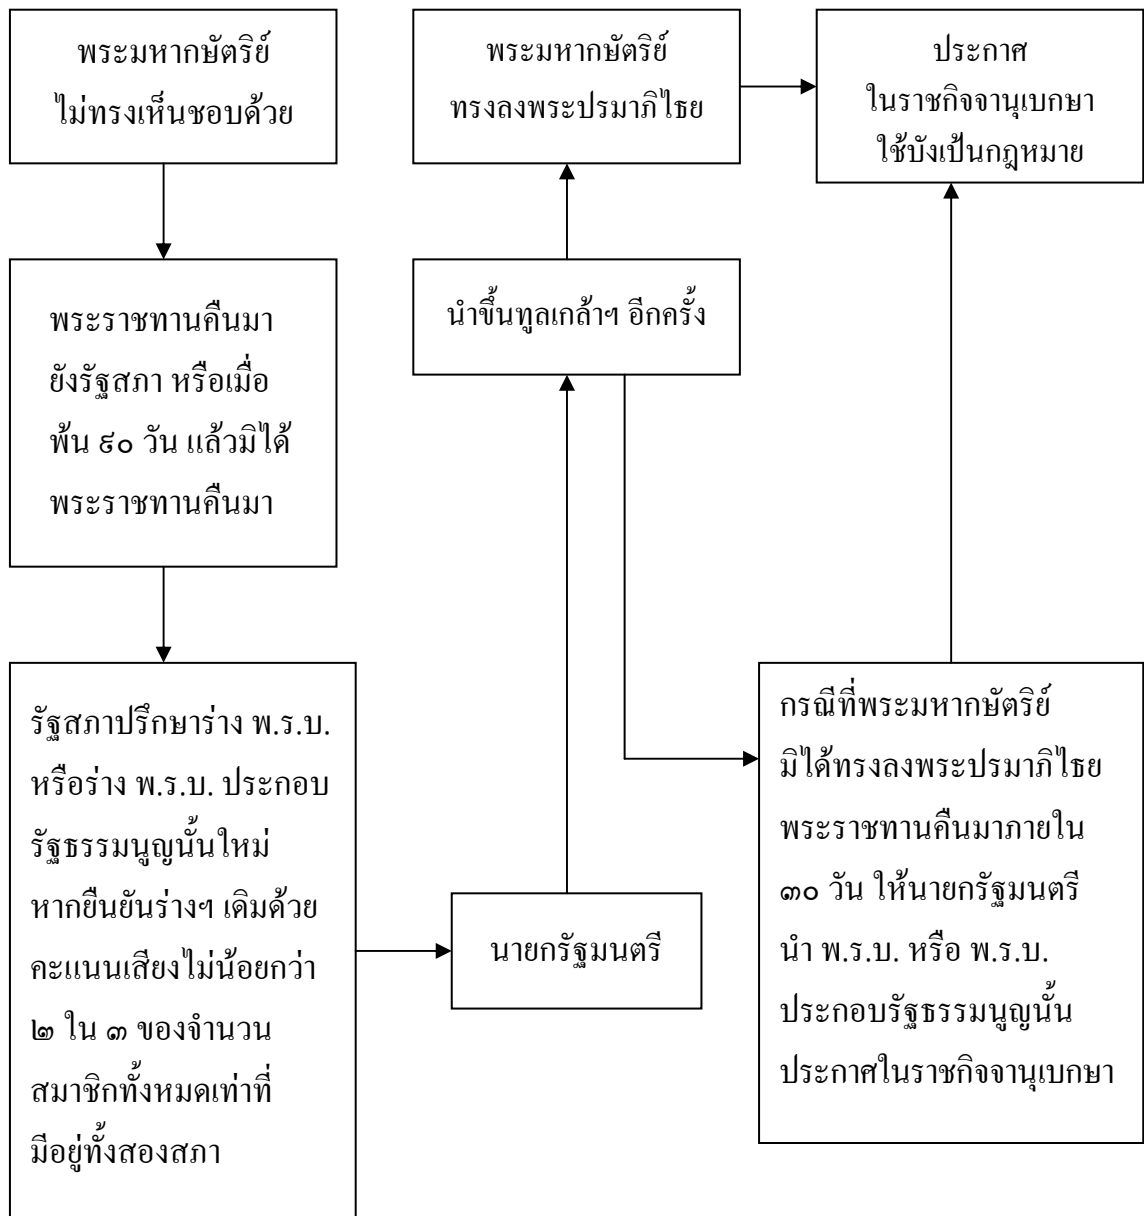 พระมหากษัตริย์
ไม่ทรงเห็นชอบด้วย
พระมหากษัตริย์
ทรงลงพระปรมาภิไธย
ประกาศ
ในราชกิจจานุเบกษา
ใช้บังเป้นกฎหมาย
พระราชทานคืนมา
ยังรัฐสภา หรือเมื่อ
พ้น ๙๐ วัน แล้วมิได้
พระราชทานคืนมา
นำขึ้นทูลเกล้าฯ อีกครั้ง
รัฐสภาปรึกษาร่าง พ.ร.บ.
หรือร่าง พ.ร.บ. ประกอบ
รัฐธรรมนูญนั้นใหม่
หากยืนยันร่างฯ เดิมด้วย
คะแนนเสียงไม่น้อยกว่า
๒ ใน ๓ ของจำนวน
สมาชิกทั้งหมดเท่าที่
มีอยู่ทั้งสองสภา
นายกรัฐมนตรี
กรณีที่พระมหากษัตริย์
มิได้ทรงลงพระปรมาภิไธย
พระราชทานคืนมาภายใน
๓๐ วัน ให้นายกรัฐมนตรี
นำ พ.ร.บ. หรือ พ.ร.บ.
ประกอบรัฐธรรมนูญนั้น
ประกาศในราชกิจจานุเบกษา